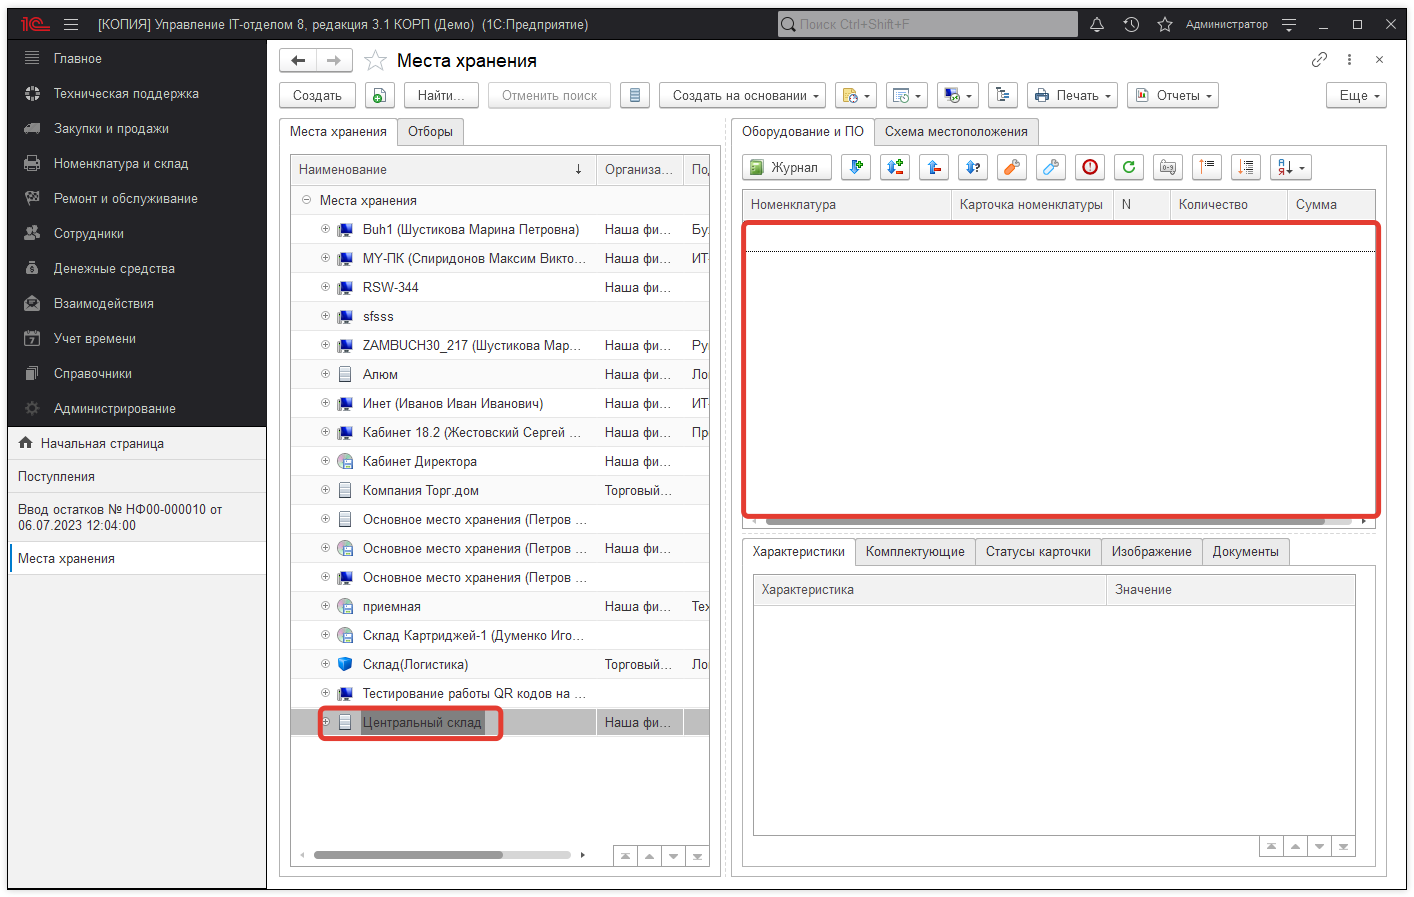 [КОПИЯ] Управление IT-отделом 8, редакция 3.1 КОРП (Демо) (1С:Предприятие)
Поиск Ctrl+Shift+F
Администратор
Главное
Техническая поддержка
Закупки и продажи
Номенклатура и склад
Ремонт и обслуживание
Сотрудники
Денежные средства
Взаимодействия
Учет времени
Справочники
Администрирование
Начальная страница
Поступления
Ввод остатков № НФ00-000010 от
06.07.2023 12:04:00
Места хранения
Места хранения
Создать
Найти...
Отменить поиск
Создать на основании
Печать
Отчеты
Еще
Места хранения
Отборы
Наименование
Организа...
Под
Места хранения
Buh1 (Шустикова Марина Петровна) Наша фи... Бух
MY-ПК (Спиридонов Максим Викто... Наша фи... ИТ-
RSW-344 Наша фи...
sfsss
ZAMBUCH30_217 (Шустикова Мар... Наша фи... Рук
Алюм Наша фи... Лог
Инет (Иванов Иван Иванович) Наша фи... ИТ-
Кабинет 18.2 (Жестовский Сергей ... Наша фи... Про
Кабинет Директора Наша фи...
Компания Торг.дом Торговый...
Основное место хранения (Петров ...
Основное место хранения (Петров ... Наша фи...
Основное место хранения (Петров ...
приемная Наша фи... Тех
Склад Картриджей-1 (Думенко Иго...
Склад(Логистика) Торговый... Лог
Тестирование работы QR кодов на ...
Центральный склад Наша фи...
Оборудование и ПО
Схема местоположения
Журнал
Номенклатура
Карточка номенклатуры
N
Количество
Сумма
Характеристики
Комплектующие
Статусы карточки
Изображение
Документы
Характеристика
Значение